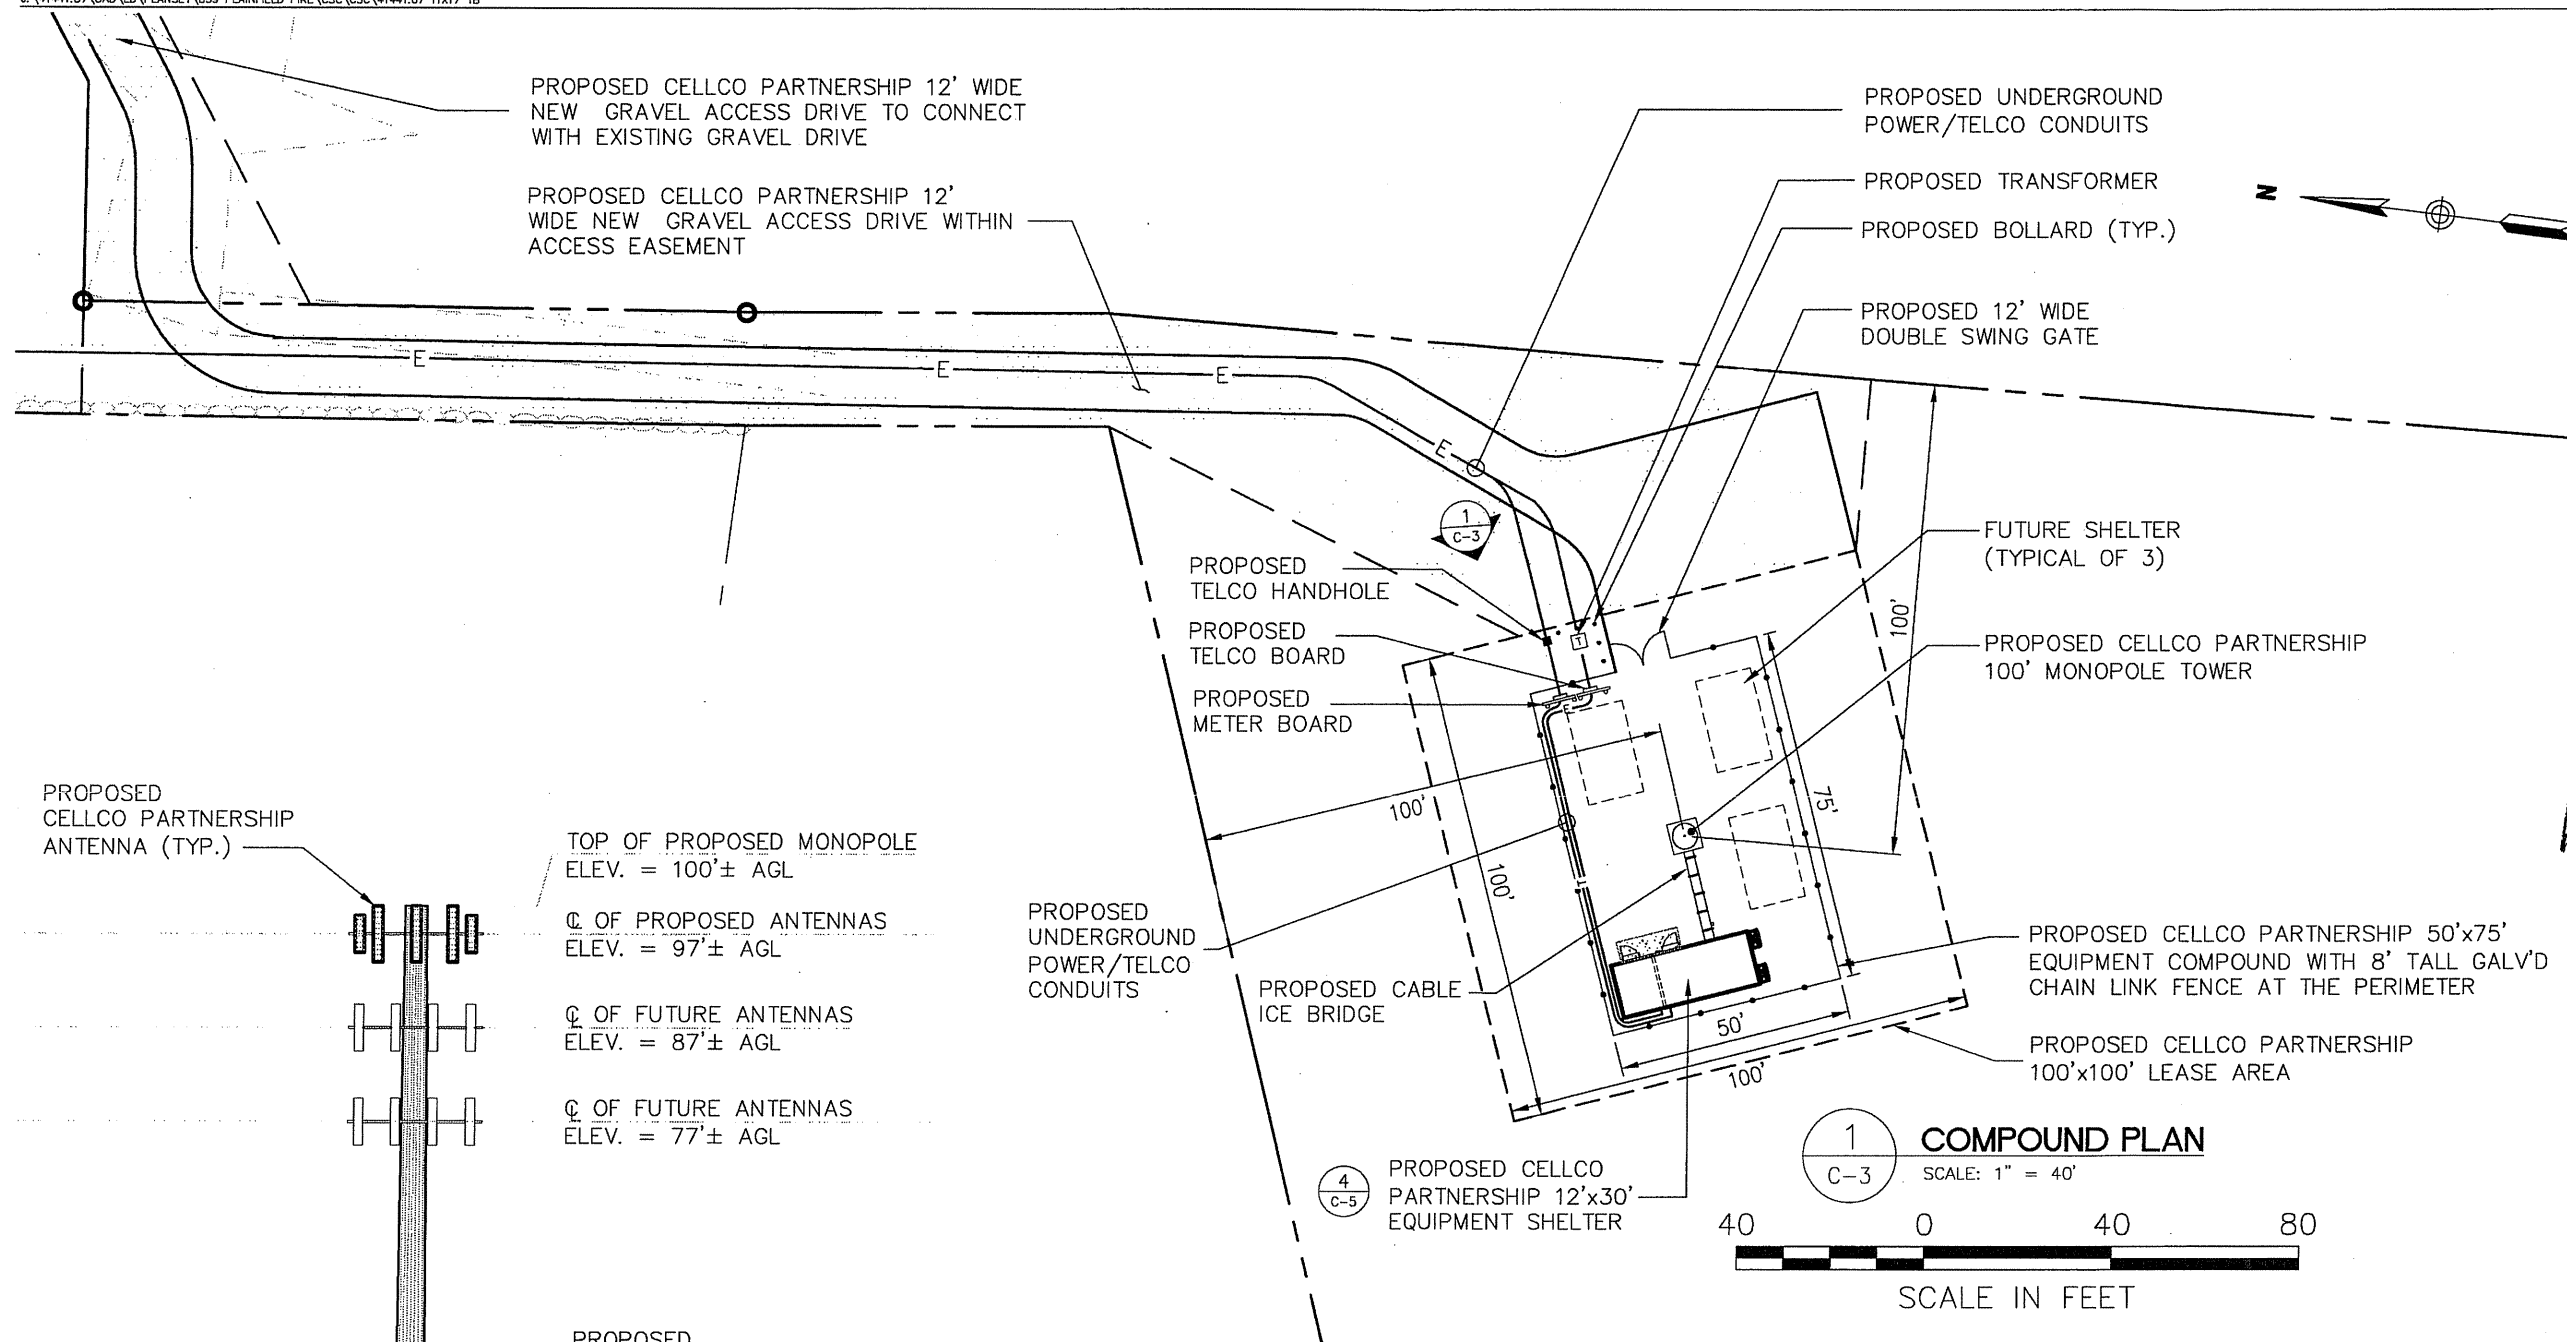 PROPOSED CELLCO PARTNERSHIP 12' WIDE
NEW GRAVEL ACCESS DRIVE TO CONNECT
WITH EXISTING GRAVEL DRIVE
PROPOSED CELLCO PARTNERSHIP 12'
WIDE NEW GRAVEL ACCESS DRIVE WITHIN
ACCESS EASEMENT
PROPOSED UNDERGROUND
POWER/TELCO CONDUITS
PROPOSED TRANSFORMER
PROPOSED BOLLARD (TYP.)
PROPOSED 12' WIDE
DOUBLE SWING GATE
N
E
E
E
E
1
C-3
FUTURE SHELTER
(TYPICAL OF 3)
100'
PROPOSED
TELCO HANDHOLE
PROPOSED
TELCO BOARD
PROPOSED
METER BOARD
T
E
PROPOSED CELLCO PARTNERSHIP
100' MONOPOLE TOWER
100'
75'
100'
PROPOSED
UNDERGROUND
POWER/TELCO
CONDUITS
PROPOSED CABLE
ICE BRIDGE
50'
100'
PROPOSED CELLCO PARTNERSHIP 50'x75'
EQUIPMENT COMPOUND WITH 8' TALL GALV'D
CHAIN LINK FENCE AT THE PERIMETER
PROPOSED CELLCO PARTNERSHIP
100'x100' LEASE AREA
4
C-5
PROPOSED CELLCO
PARTNERSHIP 12'x30'
EQUIPMENT SHELTER
PROPOSED
CELLCO PARTNERSHIP
ANTENNA (TYP.)
TOP OF PROPOSED MONOPOLE
ELEV. = 100'± AGL
℄ OF PROPOSED ANTENNAS
ELEV. = 97'± AGL
℄ OF FUTURE ANTENNAS
ELEV. = 87'± AGL
℄ OF FUTURE ANTENNAS
ELEV. = 77'± AGL
PROPOSED
1
C-3
COMPOUND PLAN
SCALE: 1" = 40'
40 0 40 80
SCALE IN FEET